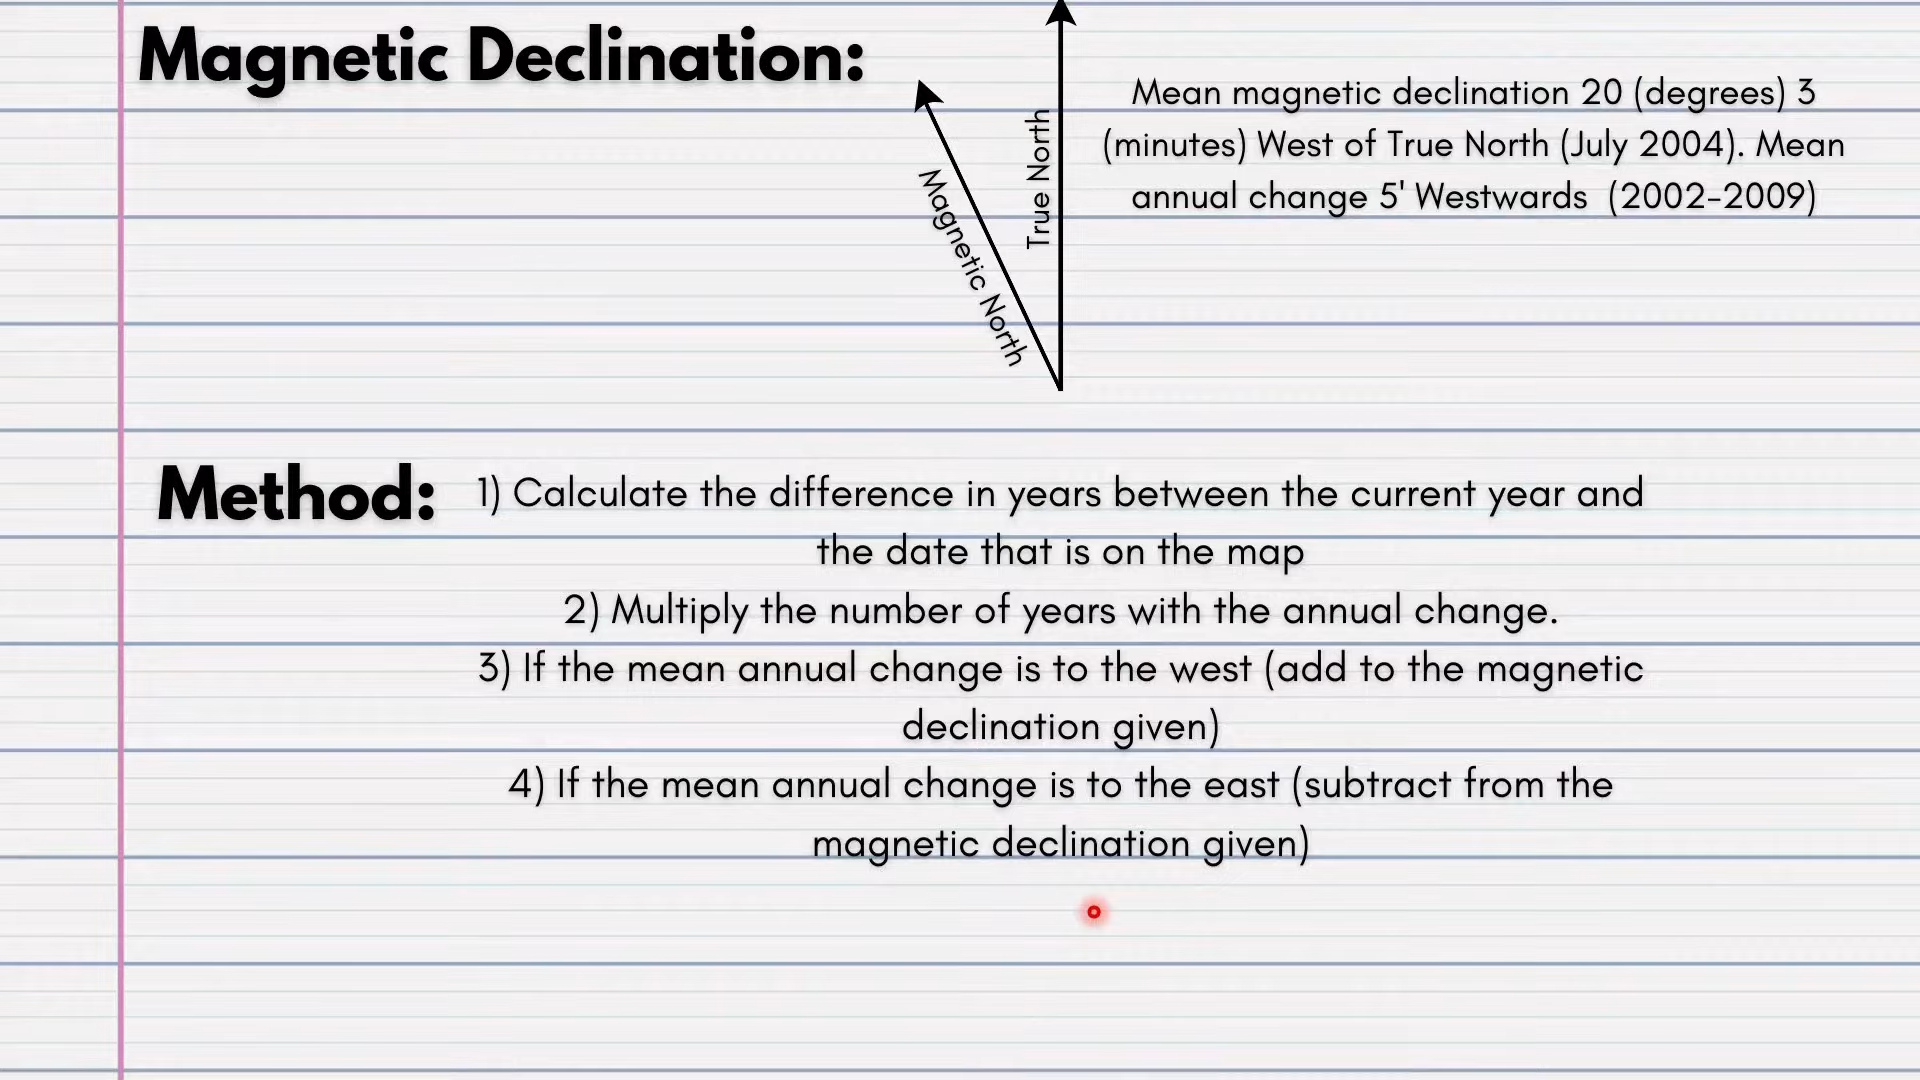 Magnetic Declination:
Magnetic North
True North
Mean magnetic declination 20 (degrees) 3
(minutes) West of True North (July 2004). Mean
annual change 5' Westwards (2002-2009)
Method:
1) Calculate the difference in years between the current year and
the date that is on the map
2) Multiply the number of years with the annual change.
3) If the mean annual change is to the west (add to the magnetic
declination given)
4) If the mean annual change is to the east (subtract from the
magnetic declination given)